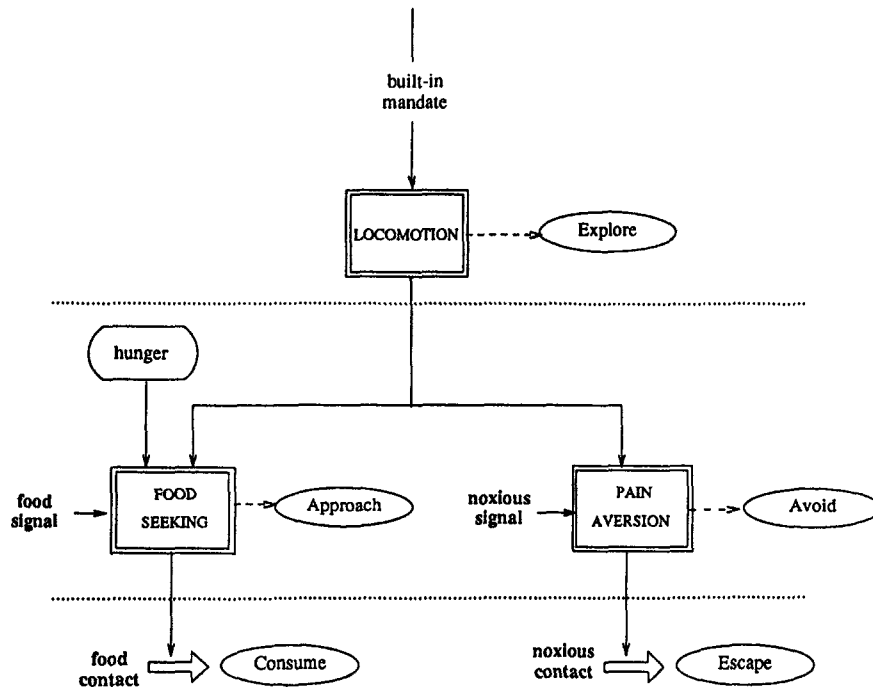 built-in
mandate
LOCOMOTION
Explore
hunger
food
signal
FOOD
SEEKING
Approach
noxious
signal
PAIN
AVERSION
Avoid
food
contact
Consume
noxious
contact
Escape